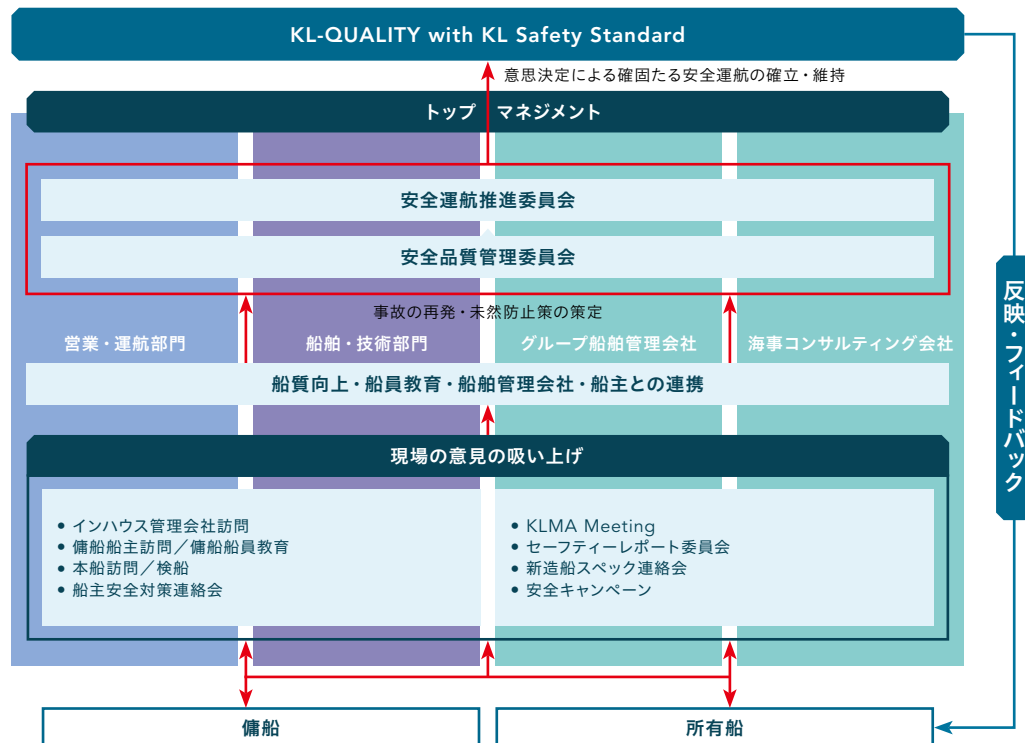 KL-QUALITY with KL Safety Standard
意思決定による確固たる安全運航の確立・維持
トップ マネジメント
安全運航推進委員会
安全品質管理委員会
事故の再発・未然防止策の策定
営業・運航部門
船舶・技術部門
グループ船舶管理会社
海事コンサルティング会社
船質向上・船員教育・船舶管理会社・船主との連携
現場の意見の吸い上げ
• インハウス管理会社訪問
• 傭船船主訪問／傭船船員教育
• 本船訪問／検船
• 船主安全対策連絡会
• KLMA Meeting
• セーフティーレポート委員会
• 新造船スペック連絡会
• 安全キャンペーン
傭船
所有船
反映・フィードバック